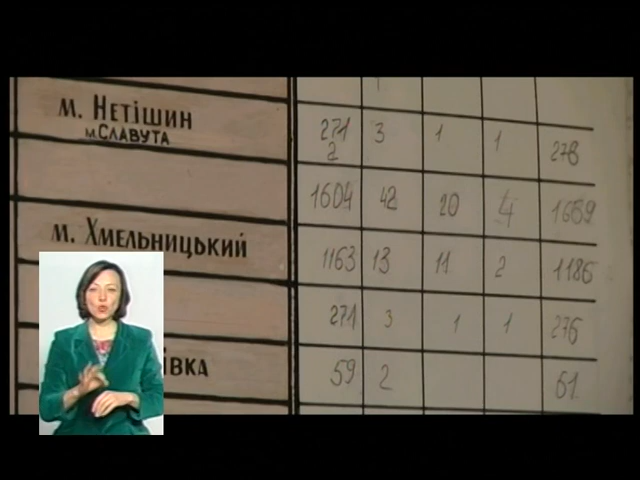 м. Нетішин
м. СЛАВУТА
271 3 1 1 278
2
1604 42 20 4 1659
м. Хмельницький
1163 13 11 2 1186
271 3 1 1 276
івка
59 2 61